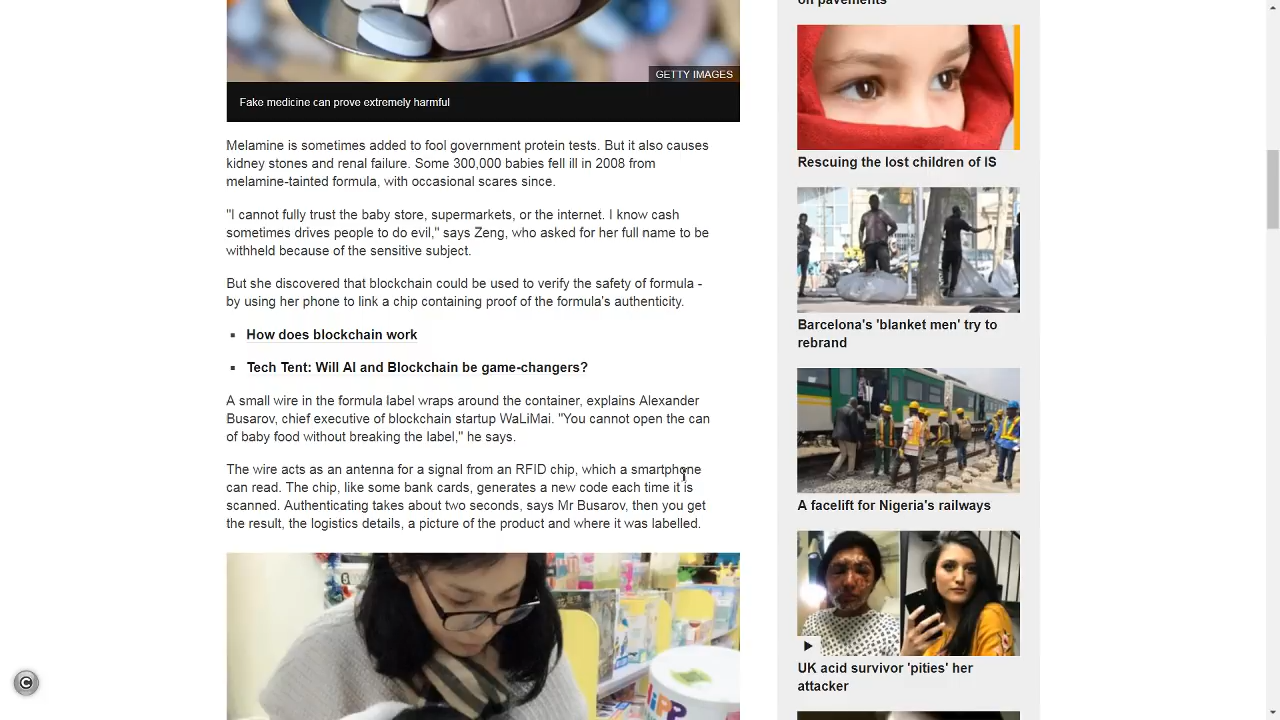 GETTY IMAGES
Fake medicine can prove extremely harmful
Melamine is sometimes added to fool government protein tests. But it also causes
kidney stones and renal failure. Some 300,000 babies fell ill in 2008 from
melamine-tainted formula, with occasional scares since.
"I cannot fully trust the baby store, supermarkets, or the internet. I know cash
sometimes drives people to do evil," says Zeng, who asked for her full name to be
withheld because of the sensitive subject.
But she discovered that blockchain could be used to verify the safety of formula -
by using her phone to link a chip containing proof of the formula's authenticity.
How does blockchain work
Tech Tent: Will AI and Blockchain be game-changers?
A small wire in the formula label wraps around the container, explains Alexander
Busarov, chief executive of blockchain startup WaLiMai. "You cannot open the can
of baby food without breaking the label," he says.
The wire acts as an antenna for a signal from an RFID chip, which a smartphone
can read. The chip, like some bank cards, generates a new code each time it is
scanned. Authenticating takes about two seconds, says Mr Busarov, then you get
the result, the logistics details, a picture of the product and where it was labelled.
on pavements
Rescuing the lost children of IS
Barcelona's 'blanket men' try to
rebrand
A facelift for Nigeria's railways
UK acid survivor 'pities' her
attacker
C